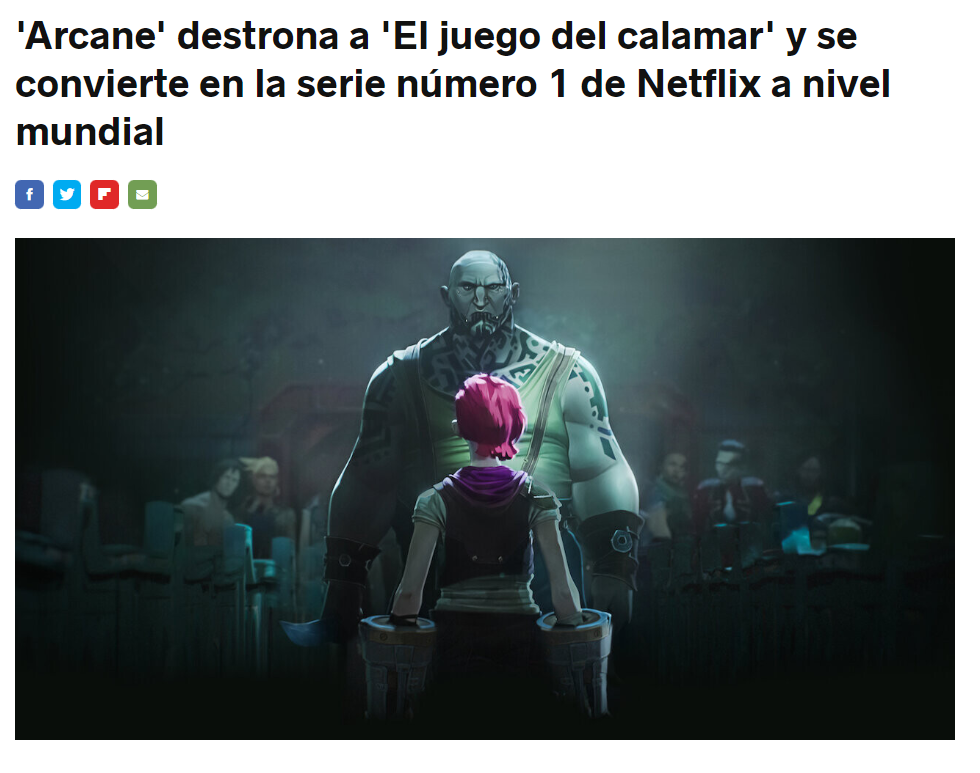 'Arcane' destrona a 'El juego del calamar' y se
convierte en la serie número 1 de Netflix a nivel
mundial